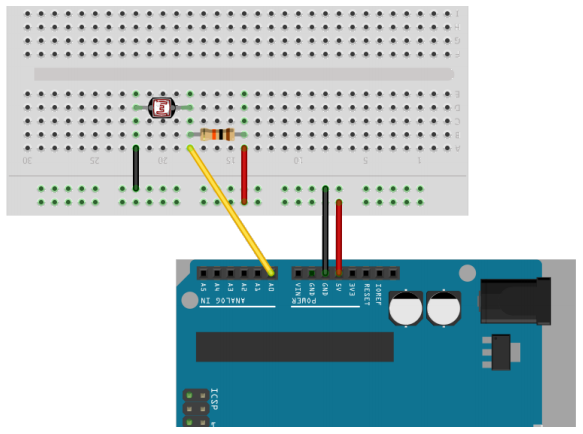 I
H
G
F
E
D
C
B
A
30 25 20 15 10 5 1
A5 A4 A3 A2 A1 A0 VIN GND GND 5V 3V3 RESET IOREF
ANALOG IN POWER
ICSP